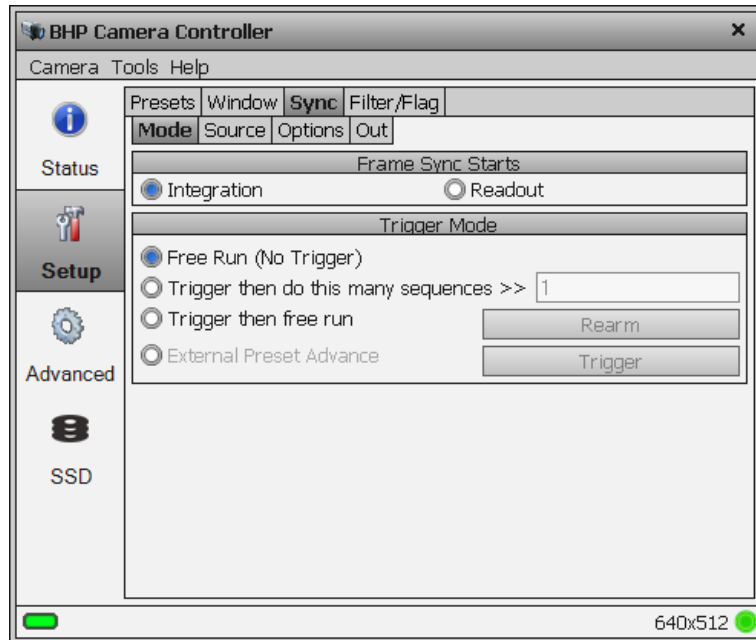 BHP Camera Controller
Camera Tools Help
Presets Window Sync Filter/Flag
Mode Source Options Out
Status
Frame Sync Starts
Integration Readout
Trigger Mode
Setup
Free Run (No Trigger)
Trigger then do this many sequences >> 1
Trigger then free run Rearm
External Preset Advance Trigger
Advanced
SSD
640x512